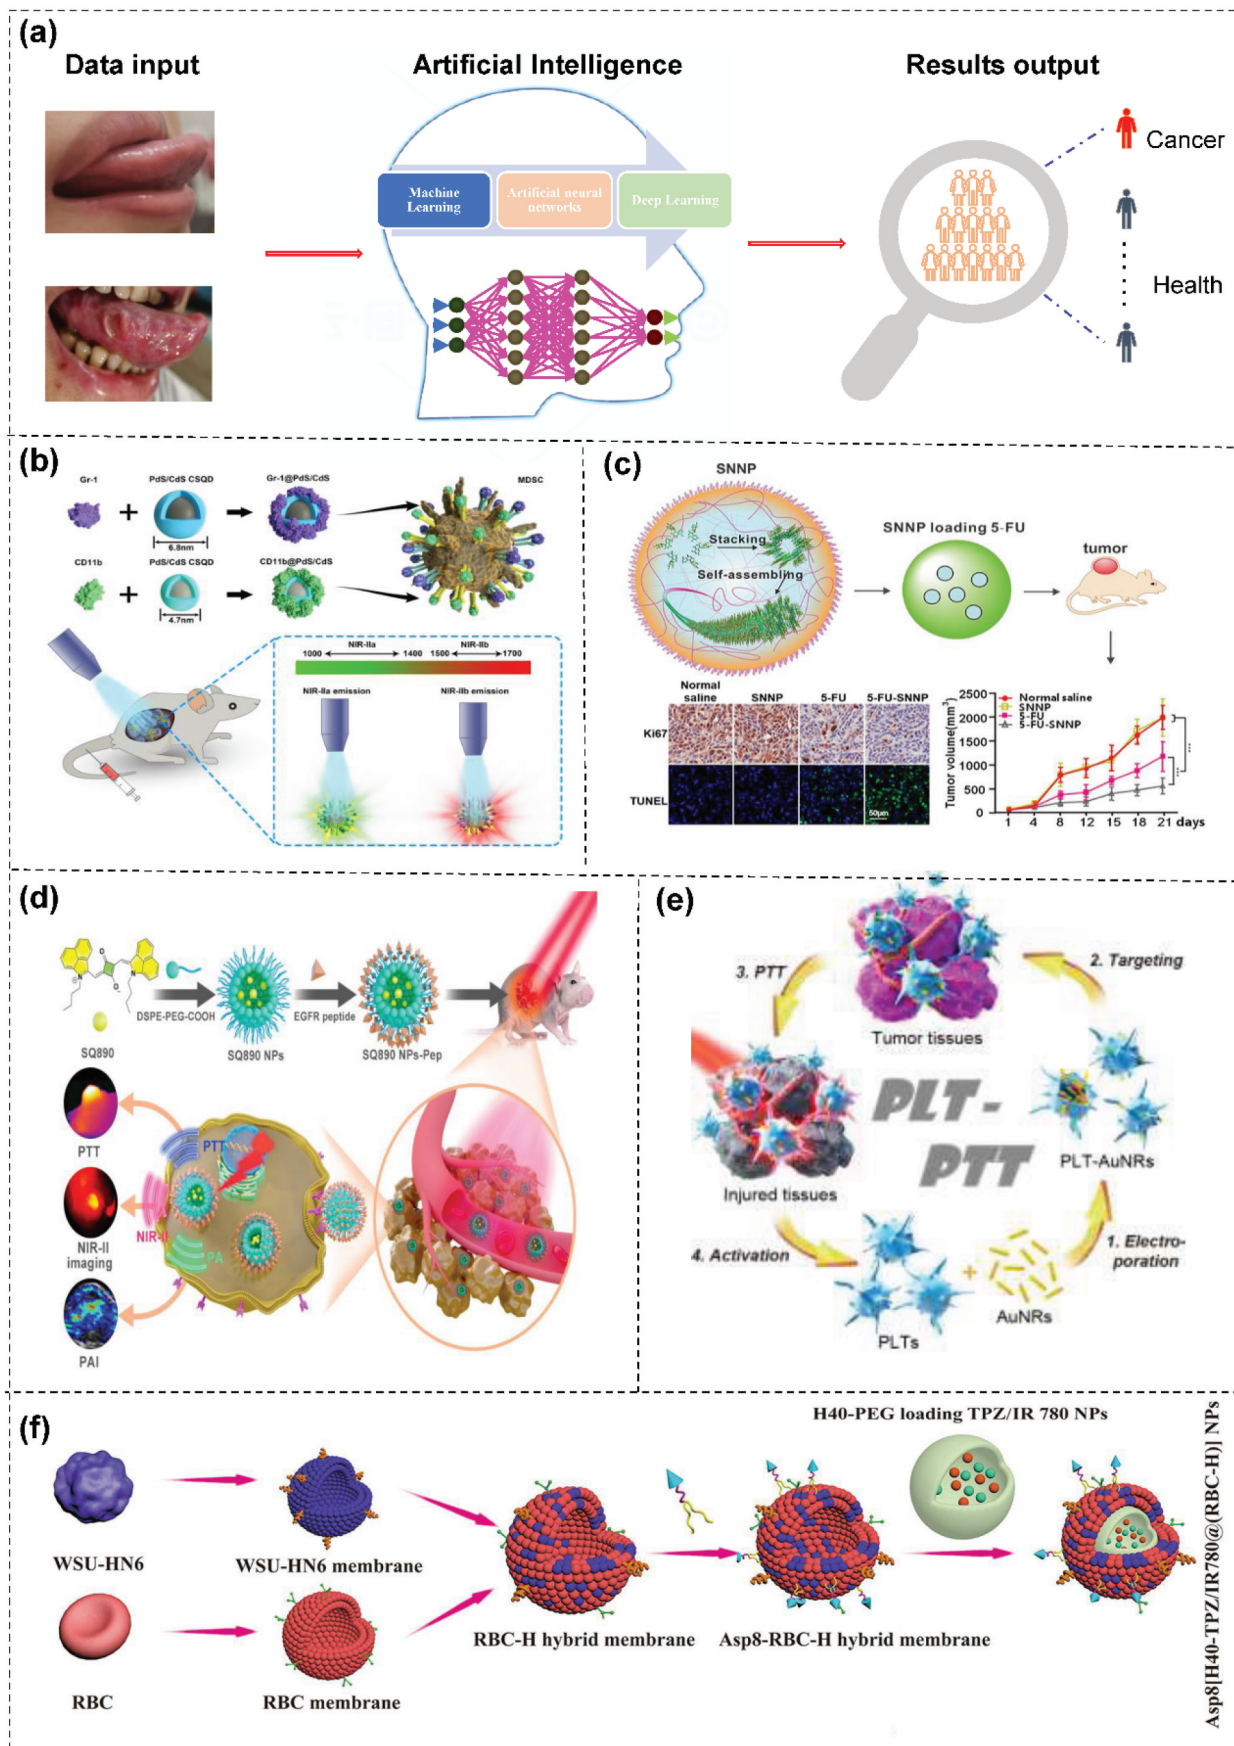 (a)
Data input
Artificial Intelligence
Results output
Machine
Learning
Artificial neural
networks
Deep Learning
Cancer
Health
(b)
Gr-1
PdS/CdS CSQD
Gr-1@PdS/CdS
MDSC
6.8nm
CD11b
PdS/CdS CSQD
CD11b@PdS/CdS
4.7nm
NIR-IIa
NIR-IIb
1000
1400
1500
1700
NIR-IIa emission
NIR-IIb emission
(c)
SNNP
Stacking
Self-assembling
SNNP loading 5-FU
tumor
Normal
saline
SNNP
5-FU
5-FU-SNNP
Ki67
TUNEL
50μm
Tumor volume(mm³)
2500
2000
1500
1000
500
0
Normal saline
SNNP
5-FU
5-FU-SNNP
***
***
1 4 8 12 15 18 21 days
(d)
DSPE-PEG-COOH
EGFR peptide
SQ890
SQ890 NPs
SQ890 NPs-Pep
PTT
PTT
NIR-II
imaging
NIR-II
PA
PAI
(e)
3. PTT
2. Targeting
Tumor tissues
PLT-
PTT
Injured tissues
PLT-AuNRs
4. Activation
1. Electro-
poration
PLTs
+
AuNRs
(f)
H40-PEG loading TPZ/IR 780 NPs
WSU-HN6
WSU-HN6 membrane
RBC
RBC membrane
RBC-H hybrid membrane
Asp8-RBC-H hybrid membrane
Asp8[H40-TPZ/IR780@(RBC-H)] NPs